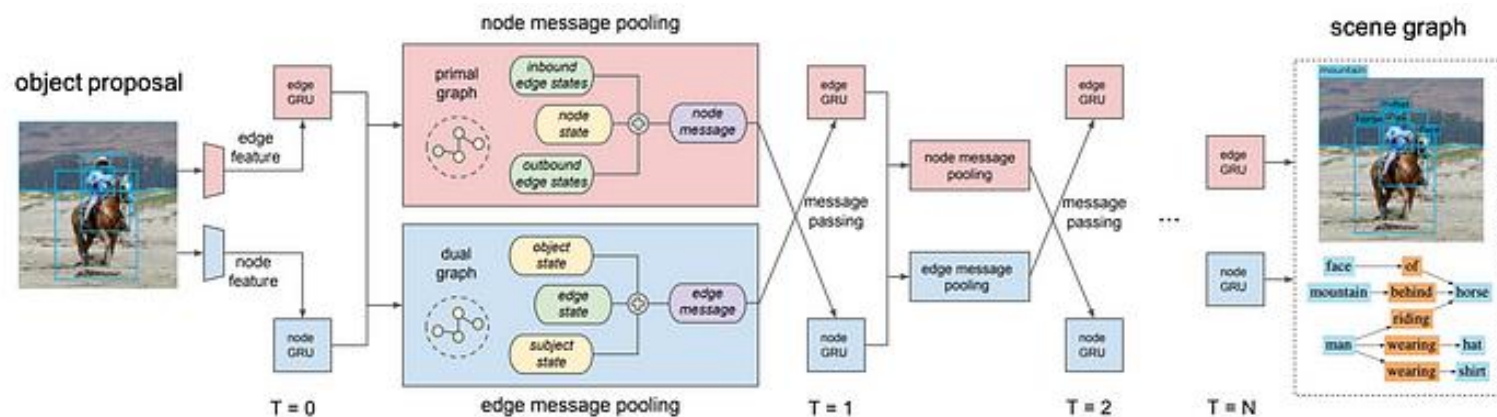 node message pooling
scene graph
object proposal
edge
feature
node
feature
edge
GRU
node
GRU
T = 0
primal
graph
inbound
edge states
node
state
outbound
edge states
node
message
dual
graph
object
state
edge
state
subject
state
edge
message
edge message pooling
message
passing
edge
GRU
node
GRU
T = 1
node message
pooling
edge message
pooling
message
passing
edge
GRU
node
GRU
T = 2
...
edge
GRU
node
GRU
T = N
mountain
horse
face
of
mountain
behind
horse
riding
man
wearing
hat
wearing
shirt